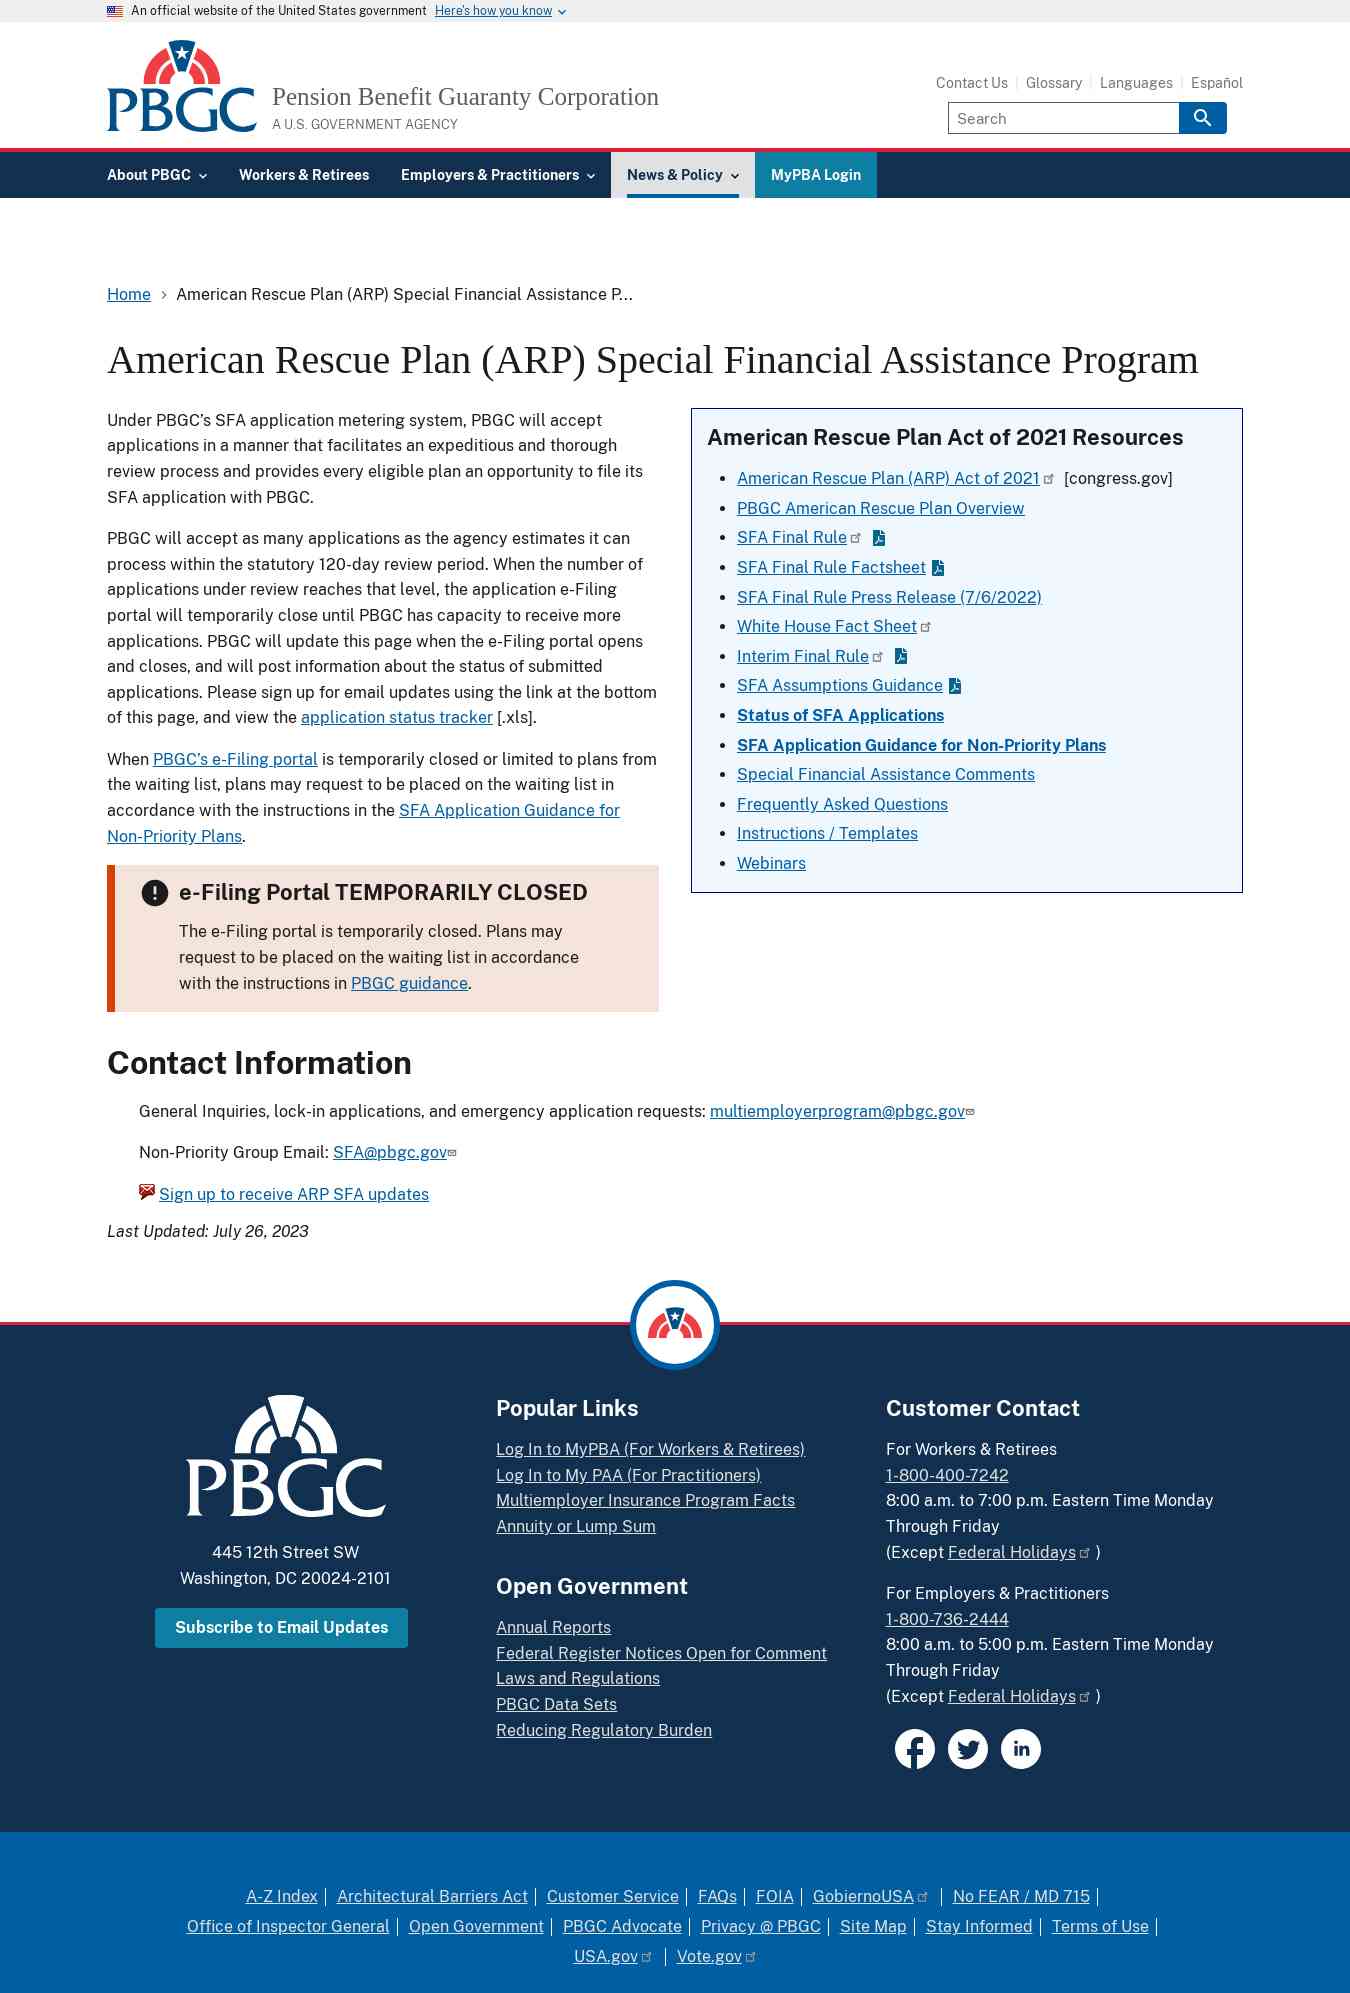 An official website of the United States government Here's how you know
PBGC
Pension Benefit Guaranty Corporation
A U.S. GOVERNMENT AGENCY
Contact Us Glossary Languages Español
Search
About PBGC Workers & Retirees Employers & Practitioners News & Policy MyPBA Login
Home American Rescue Plan (ARP) Special Financial Assistance P...
American Rescue Plan (ARP) Special Financial Assistance Program
Under PBGC’s SFA application metering system, PBGC will accept
applications in a manner that facilitates an expeditious and thorough
review process and provides every eligible plan an opportunity to file its
SFA application with PBGC.
PBGC will accept as many applications as the agency estimates it can
process within the statutory 120-day review period. When the number of
applications under review reaches that level, the application e-Filing
portal will temporarily close until PBGC has capacity to receive more
applications. PBGC will update this page when the e-Filing portal opens
and closes, and will post information about the status of submitted
applications. Please sign up for email updates using the link at the bottom
of this page, and view the application status tracker [.xls].
When PBGC’s e-Filing portal is temporarily closed or limited to plans from
the waiting list, plans may request to be placed on the waiting list in
accordance with the instructions in the SFA Application Guidance for
Non-Priority Plans.
e-Filing Portal TEMPORARILY CLOSED
The e-Filing portal is temporarily closed. Plans may
request to be placed on the waiting list in accordance
with the instructions in PBGC guidance.
American Rescue Plan Act of 2021 Resources
American Rescue Plan (ARP) Act of 2021 [congress.gov]
PBGC American Rescue Plan Overview
SFA Final Rule
SFA Final Rule Factsheet
SFA Final Rule Press Release (7/6/2022)
White House Fact Sheet
Interim Final Rule
SFA Assumptions Guidance
Status of SFA Applications
SFA Application Guidance for Non-Priority Plans
Special Financial Assistance Comments
Frequently Asked Questions
Instructions / Templates
Webinars
Contact Information
General Inquiries, lock-in applications, and emergency application requests: multiemployerprogram@pbgc.gov
Non-Priority Group Email: SFA@pbgc.gov
Sign up to receive ARP SFA updates
Last Updated: July 26, 2023
PBGC
445 12th Street SW
Washington, DC 20024-2101
Subscribe to Email Updates
Popular Links
Log In to MyPBA (For Workers & Retirees)
Log In to My PAA (For Practitioners)
Multiemployer Insurance Program Facts
Annuity or Lump Sum
Open Government
Annual Reports
Federal Register Notices Open for Comment
Laws and Regulations
PBGC Data Sets
Reducing Regulatory Burden
Customer Contact
For Workers & Retirees
1-800-400-7242
8:00 a.m. to 7:00 p.m. Eastern Time Monday
Through Friday
(Except Federal Holidays )
For Employers & Practitioners
1-800-736-2444
8:00 a.m. to 5:00 p.m. Eastern Time Monday
Through Friday
(Except Federal Holidays )
in
A-Z Index Architectural Barriers Act Customer Service FAQs FOIA GobiernoUSA No FEAR / MD 715
Office of Inspector General Open Government PBGC Advocate Privacy @ PBGC Site Map Stay Informed Terms of Use
USA.gov Vote.gov